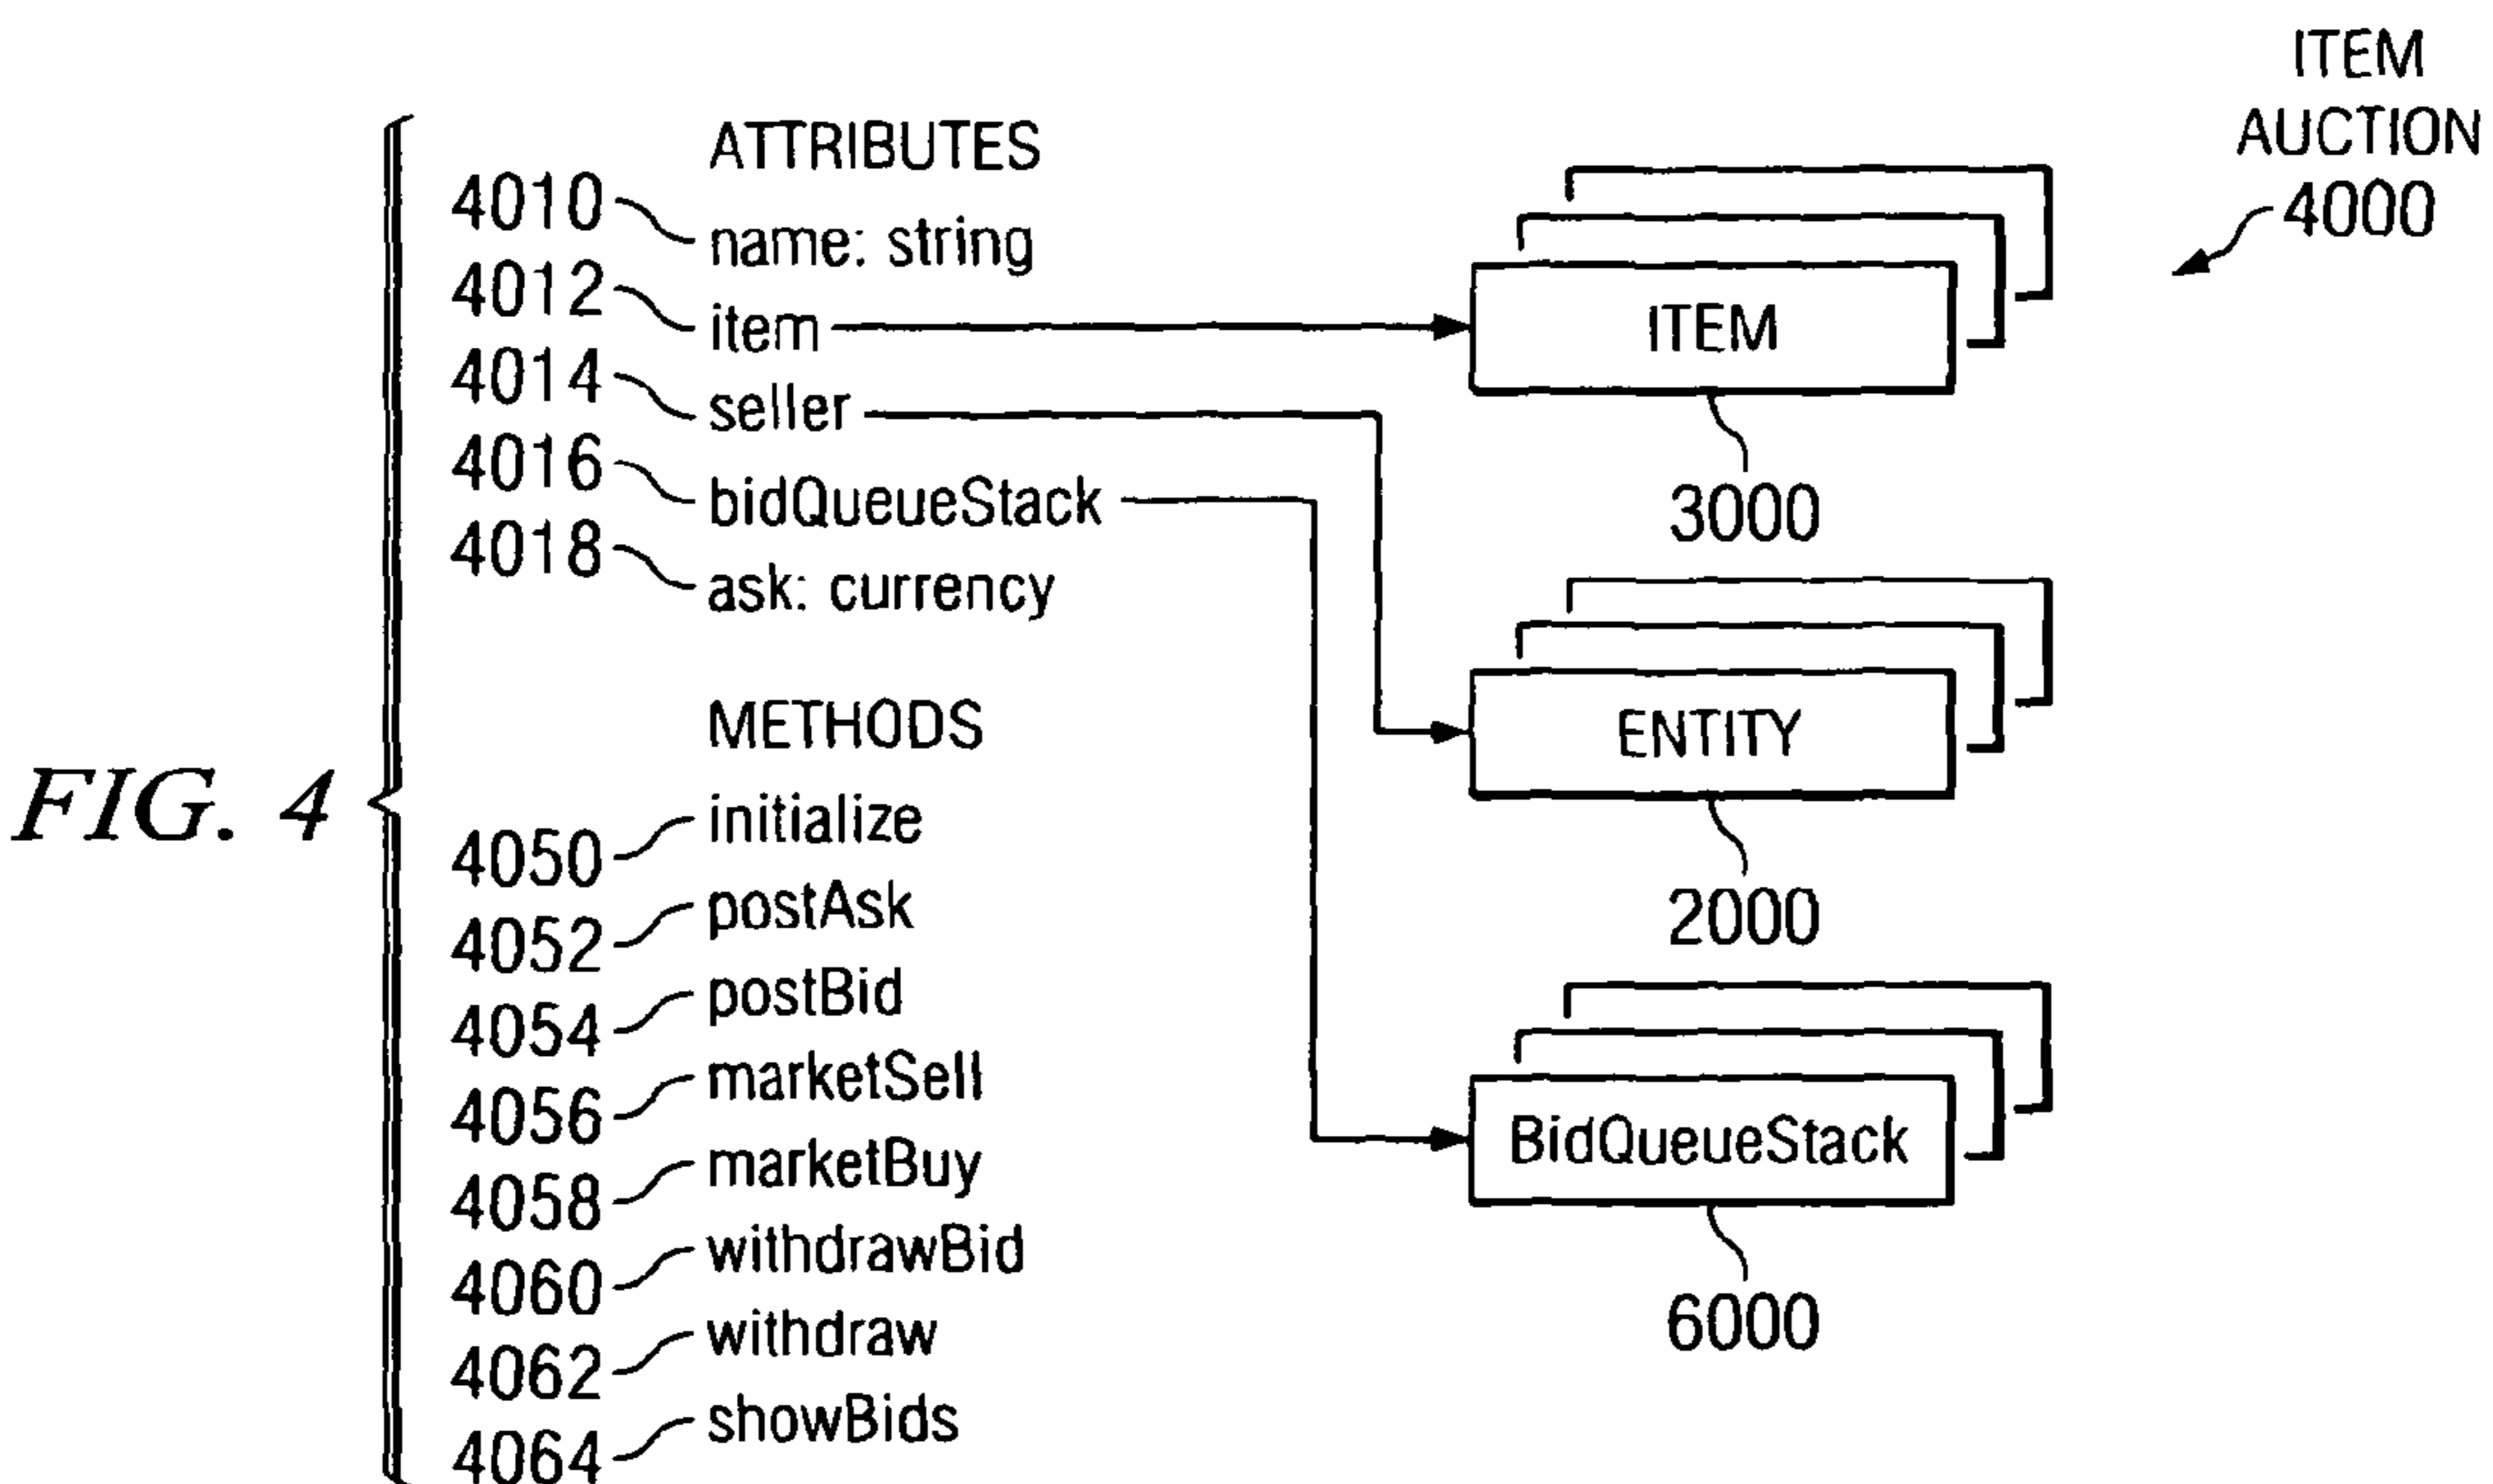 ITEM
AUCTION
4000
ATTRIBUTES
4010 name: string
4012 item
4014 seller
4016 bidQueueStack
4018 ask: currency
METHODS
4050 initialize
4052 postAsk
4054 postBid
4056 marketSell
4058 marketBuy
4060 withdrawBid
4062 withdraw
4064 showBids
ITEM
3000
ENTITY
2000
BidQueueStack
6000
FIG. 4